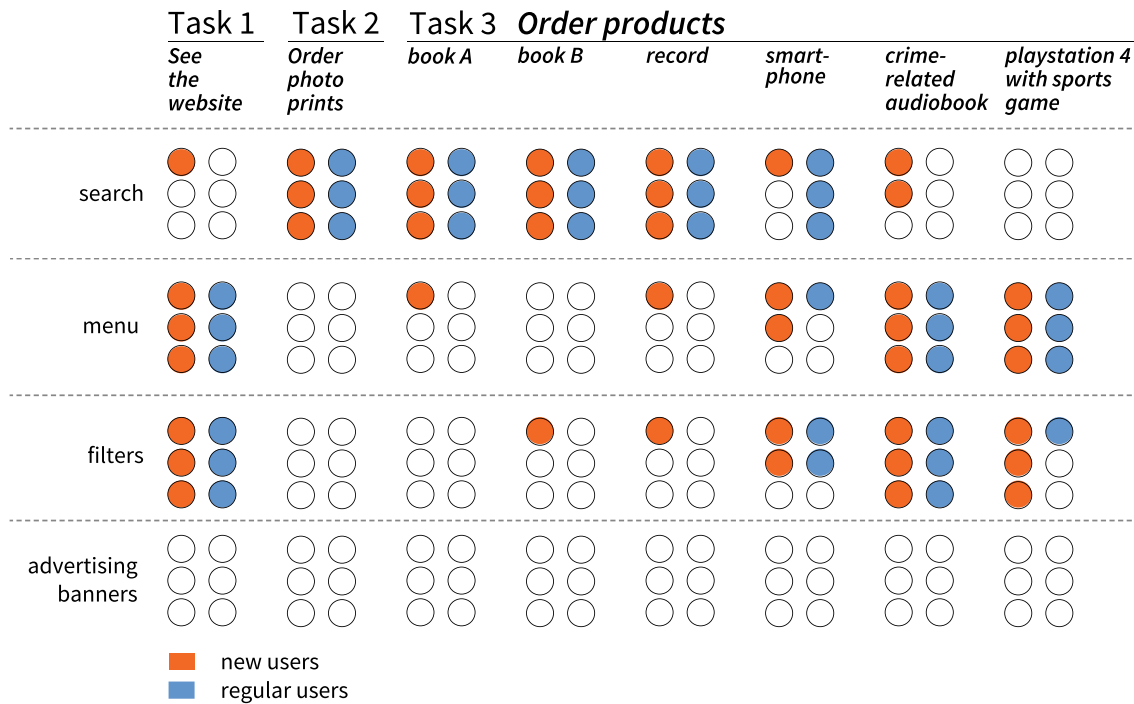 Task 1 Task 2 Task 3 Order products
See
the
website
Order
photo
prints
book A
book B
record
smart-
phone
crime-
related
audiobook
playstation 4
with sports
game
search
menu
filters
advertising
banners
new users
regular users